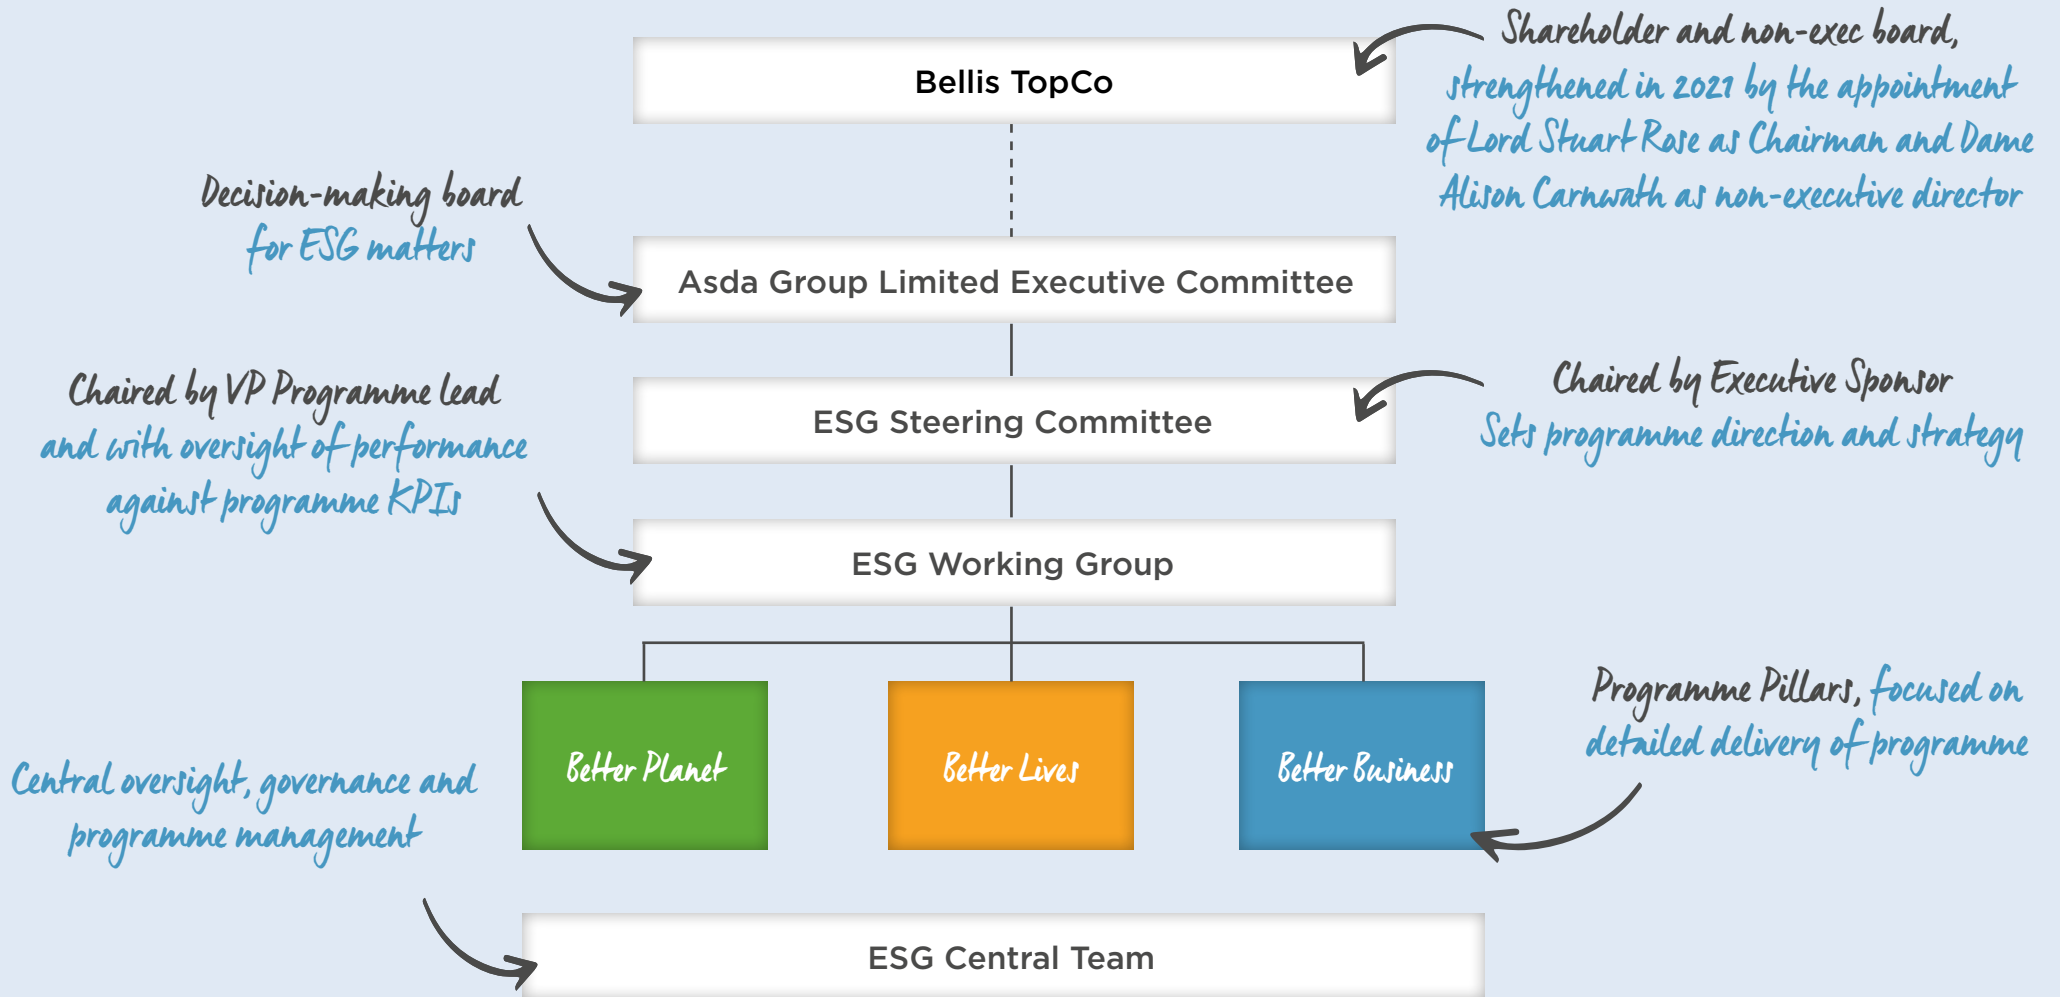 Shareholder and non-exec board,
strengthened in 2021 by the appointment
of Lord Stuart Rose as Chairman and Dame
Alison Carnwath as non-executive director
Bellis TopCo
Decision-making board
for ESG matters
Asda Group Limited Executive Committee
Chaired by VP Programme lead
and with oversight of performance
against programme KPIs
Chaired by Executive Sponsor
Sets programme direction and strategy
ESG Steering Committee
ESG Working Group
Better Planet
Better Lives
Better Business
Programme Pillars, focused on
detailed delivery of programme
Central oversight, governance and
programme management
ESG Central Team